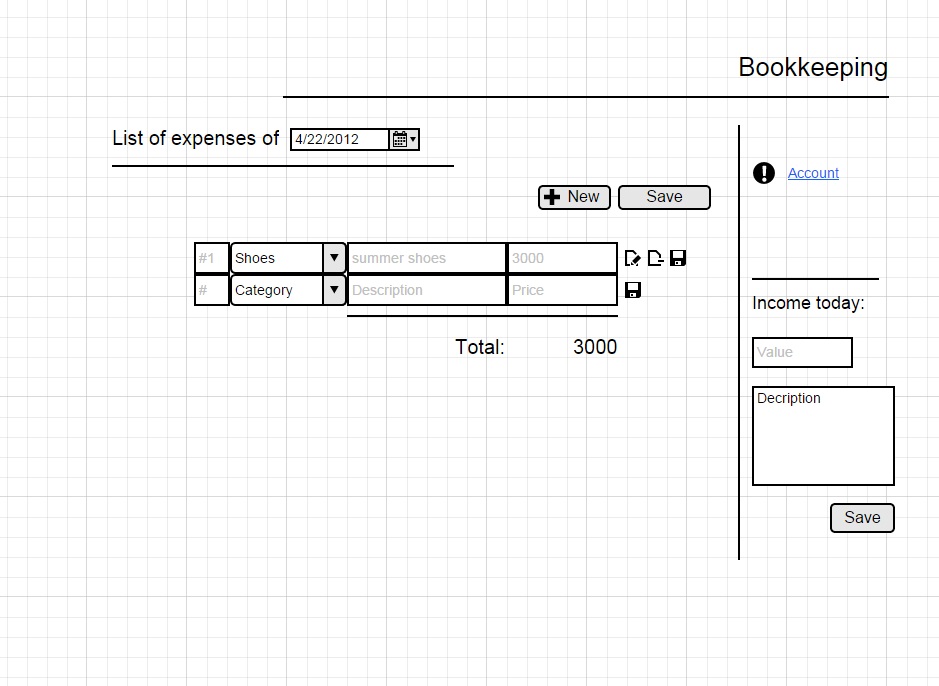 Bookkeeping
List of expenses of 4/22/2012
Account
New Save
#1 Shoes summer shoes 3000
# Category Description Price
Total: 3000
Income today:
Value
Decription
Save